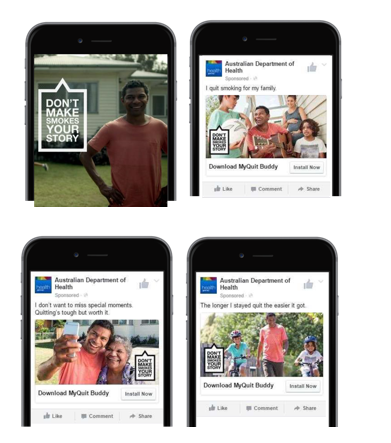 DON'T
MAKE
SMOKES
YOUR
STORY
Australian Department of
Health
Sponsored
I quit smoking for my family.
DON'T
MAKE
SMOKES
YOUR
STORY
Download MyQuit Buddy
Install Now
Like
Comment
Share
Australian Department of
Health
Sponsored
I don't want to miss special moments.
Quitting's tough but worth it.
DON'T
MAKE
SMOKES
YOUR
STORY
Download MyQuit Buddy
Install Now
Like
Comment
Share
Australian Department of
Health
Sponsored
The longer I stayed quit the easier it got.
DON'T
MAKE
SMOKES
YOUR
STORY
Download MyQuit Buddy
Install Now
Like
Comment
Share